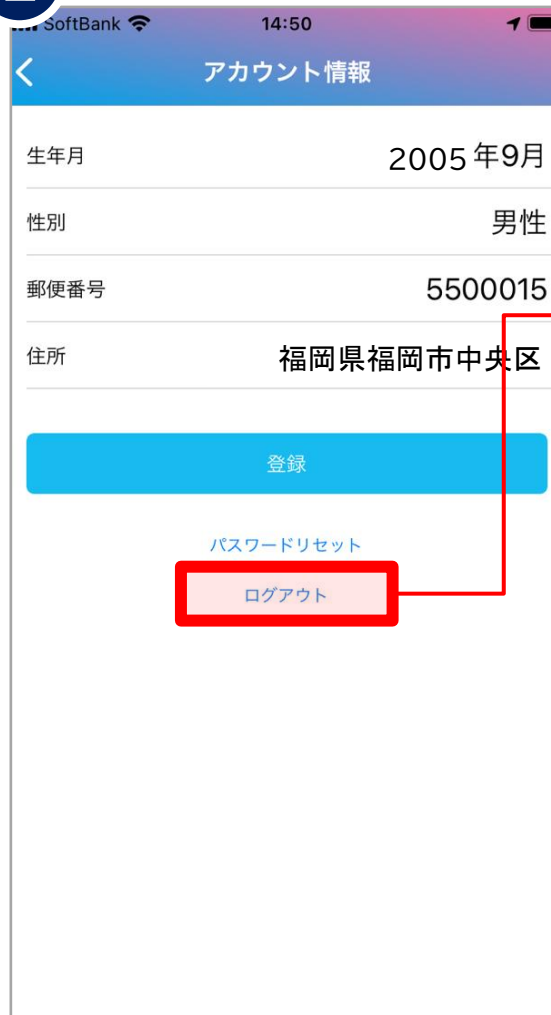 SoftBank 14:50
アカウント情報
生年月 2005年9月
性別 男性
郵便番号 5500015
住所 福岡県福岡市中央区
登録
パスワードリセット
ログアウト